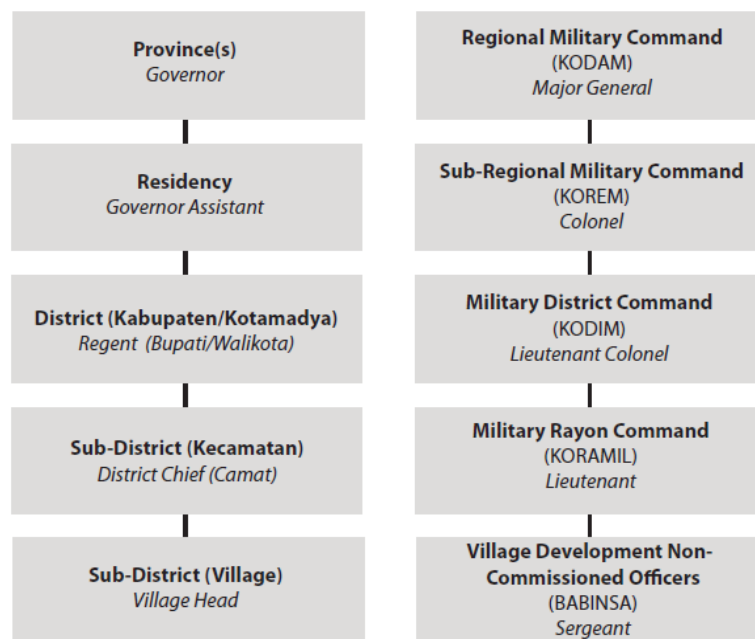 Province(s)
Governor
Residency
Governor Assistant
District (Kabupaten/Kotamadya)
Regent (Bupati/Walikota)
Sub-District (Kecamatan)
District Chief (Camat)
Sub-District (Village)
Village Head
Regional Military Command
(KODAM)
Major General
Sub-Regional Military Command
(KOREM)
Colonel
Military District Command
(KODIM)
Lieutenant Colonel
Military Rayon Command
(KORAMIL)
Lieutenant
Village Development Non-
Commissioned Officers
(BABINSA)
Sergeant